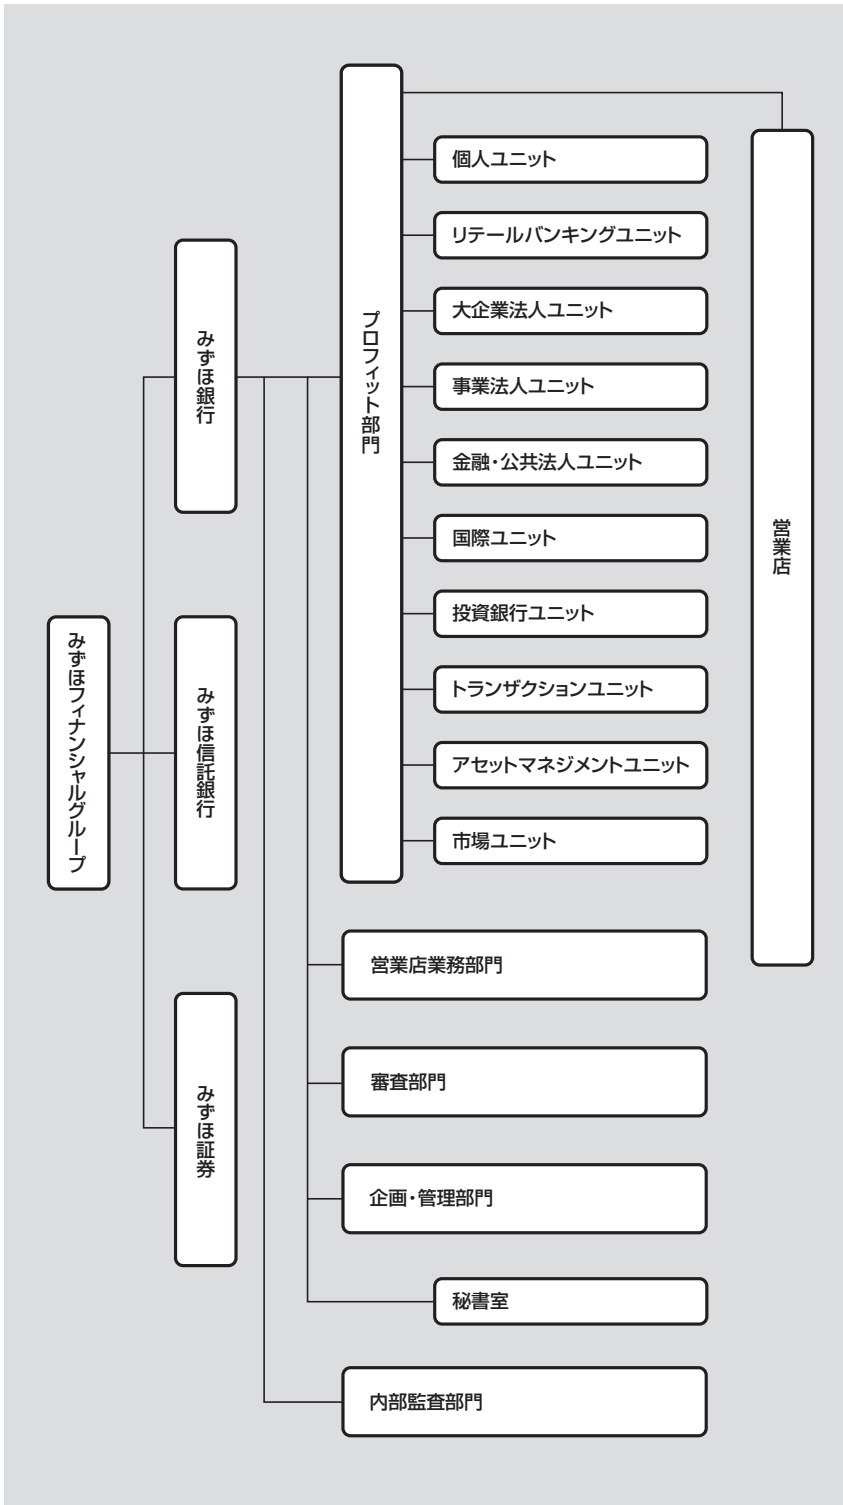 みずほフィナンシャルグループ
みずほ銀行
みずほ信託銀行
みずほ証券
プロフィット部門
個人ユニット
リテールバンキングユニット
大企業法人ユニット
事業法人ユニット
金融・公共法人ユニット
国際ユニット
投資銀行ユニット
トランザクションユニット
アセットマネジメントユニット
市場ユニット
営業店
営業店業務部門
審査部門
企画・管理部門
秘書室
内部監査部門